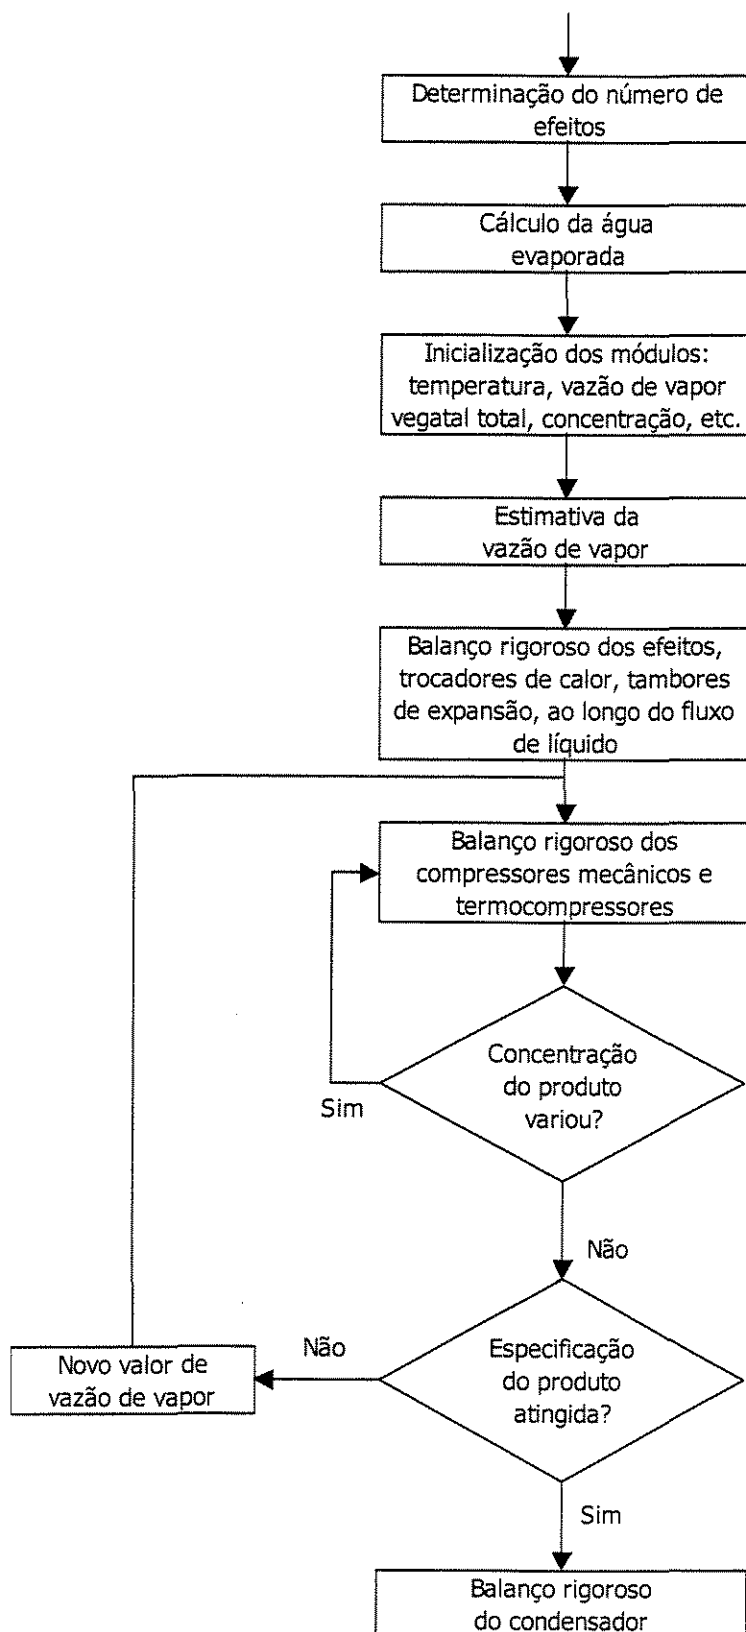 Determinação do número de
efeitos
Cálculo da água
evaporada
Inicialização dos módulos:
temperatura, vazão de vapor
vegatal total, concentração, etc.
Estimativa da
vazão de vapor
Balanço rigoroso dos efeitos,
trocadores de calor, tambores
de expansão, ao longo do fluxo
de líquido
Balanço rigoroso dos
compressores mecânicos e
termocompressores
Concentração
do produto
variou?
Sim
Não
Especificação
do produto
atingida?
Não
Novo valor de
vazão de vapor
Sim
Balanço rigoroso
do condensador